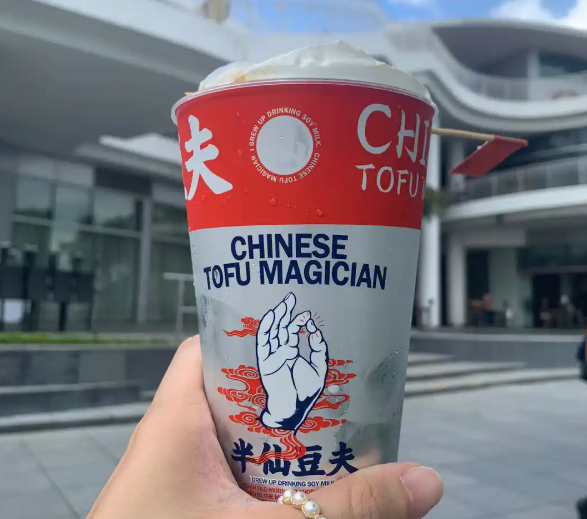 夫
I GREW UP DRINKING SOY MILK. CHINESE TOFU MAGICIAN
CHI
TOFU
CHINESE
TOFU MAGICIAN
半仙豆夫
I GREW UP DRINKING SOY MILK